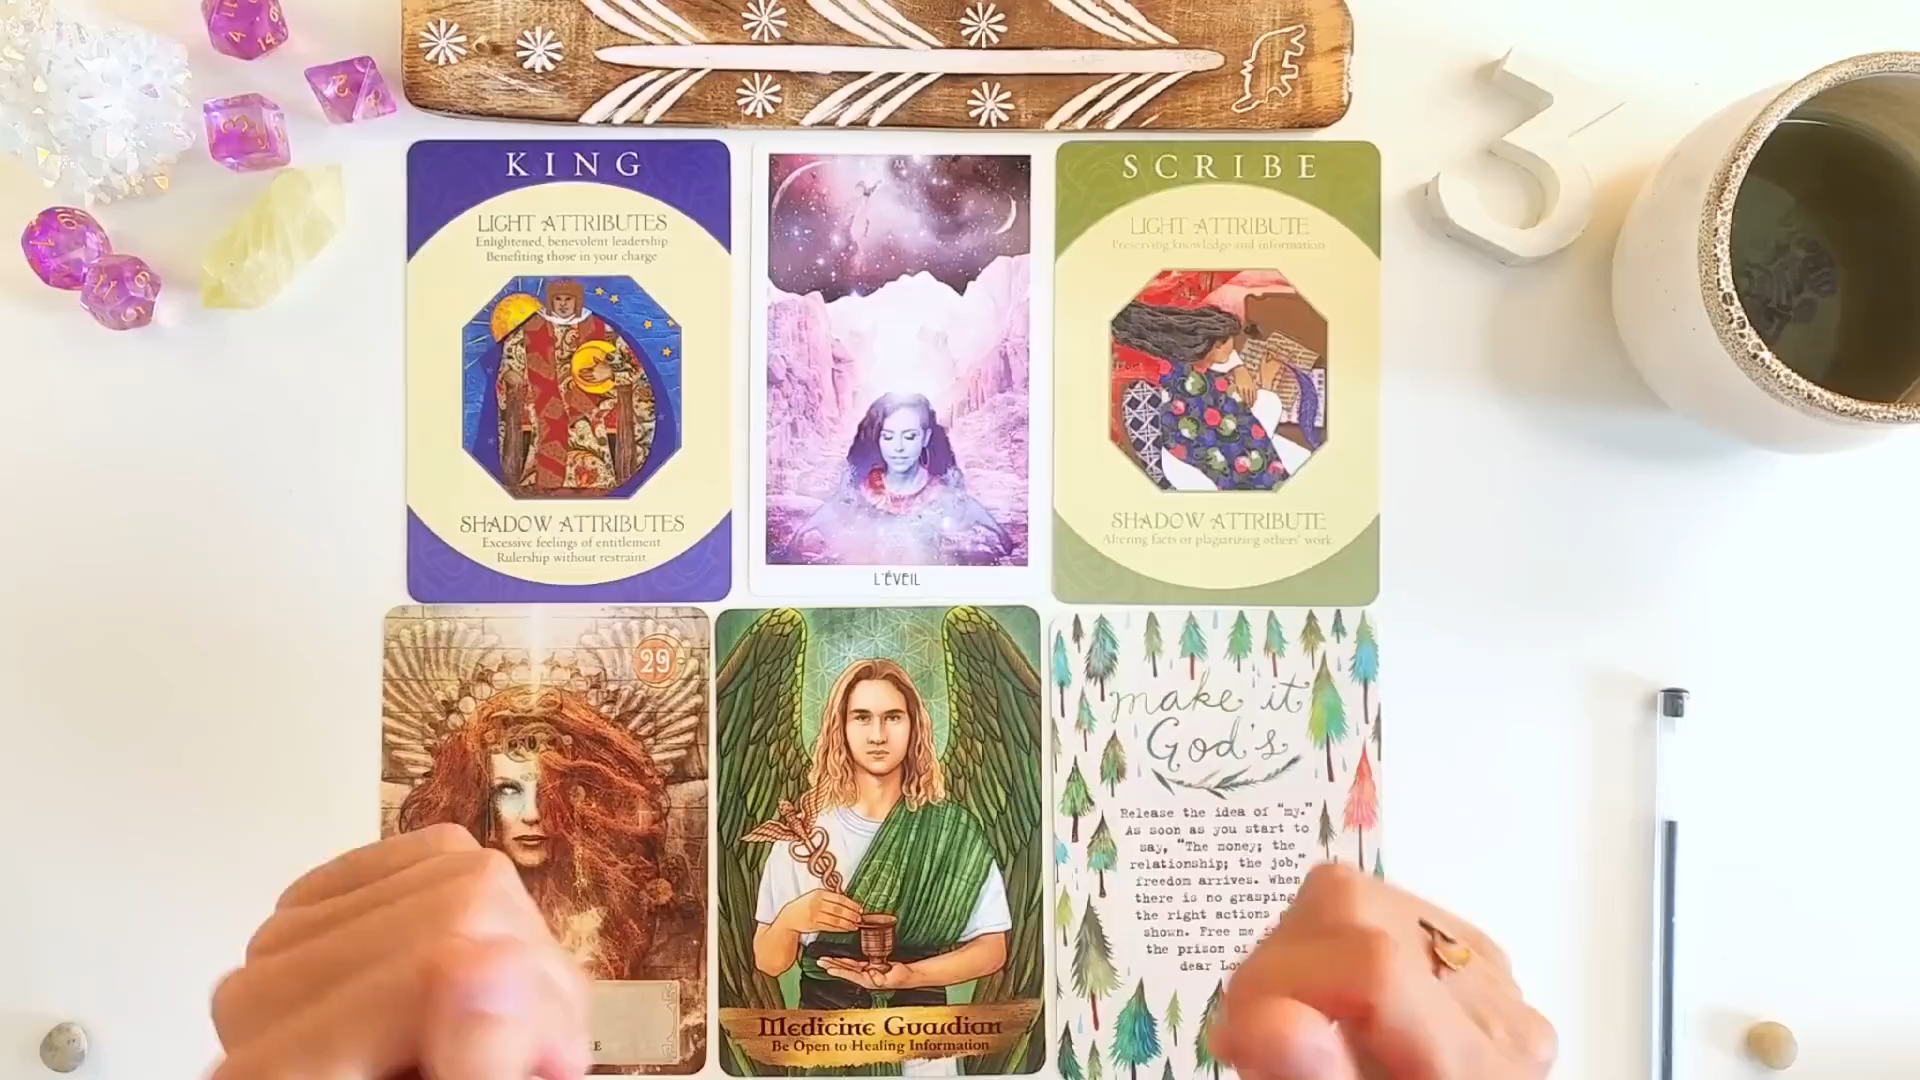 KING
LIGHT ATTRIBUTES
Enlightened, benevolent leadership
Benefiting those in your charge
SHADOW ATTRIBUTES
Excessive feelings of entitlement
Rulership without restraint
L'ÉVEIL
SCRIBE
LIGHT ATTRIBUTE
Preserving knowledge and information
SHADOW ATTRIBUTE
Altering facts or plagiarizing others' work
3
29
Medicine Guardian
Be Open to Healing Information
make it
God's
Release the idea of "my."
As soon as you start to
say, "The money; the
relationship; the job,"
freedom arrives. When
there is no grasping
the right actions
shown. Free me
the prison of
dear